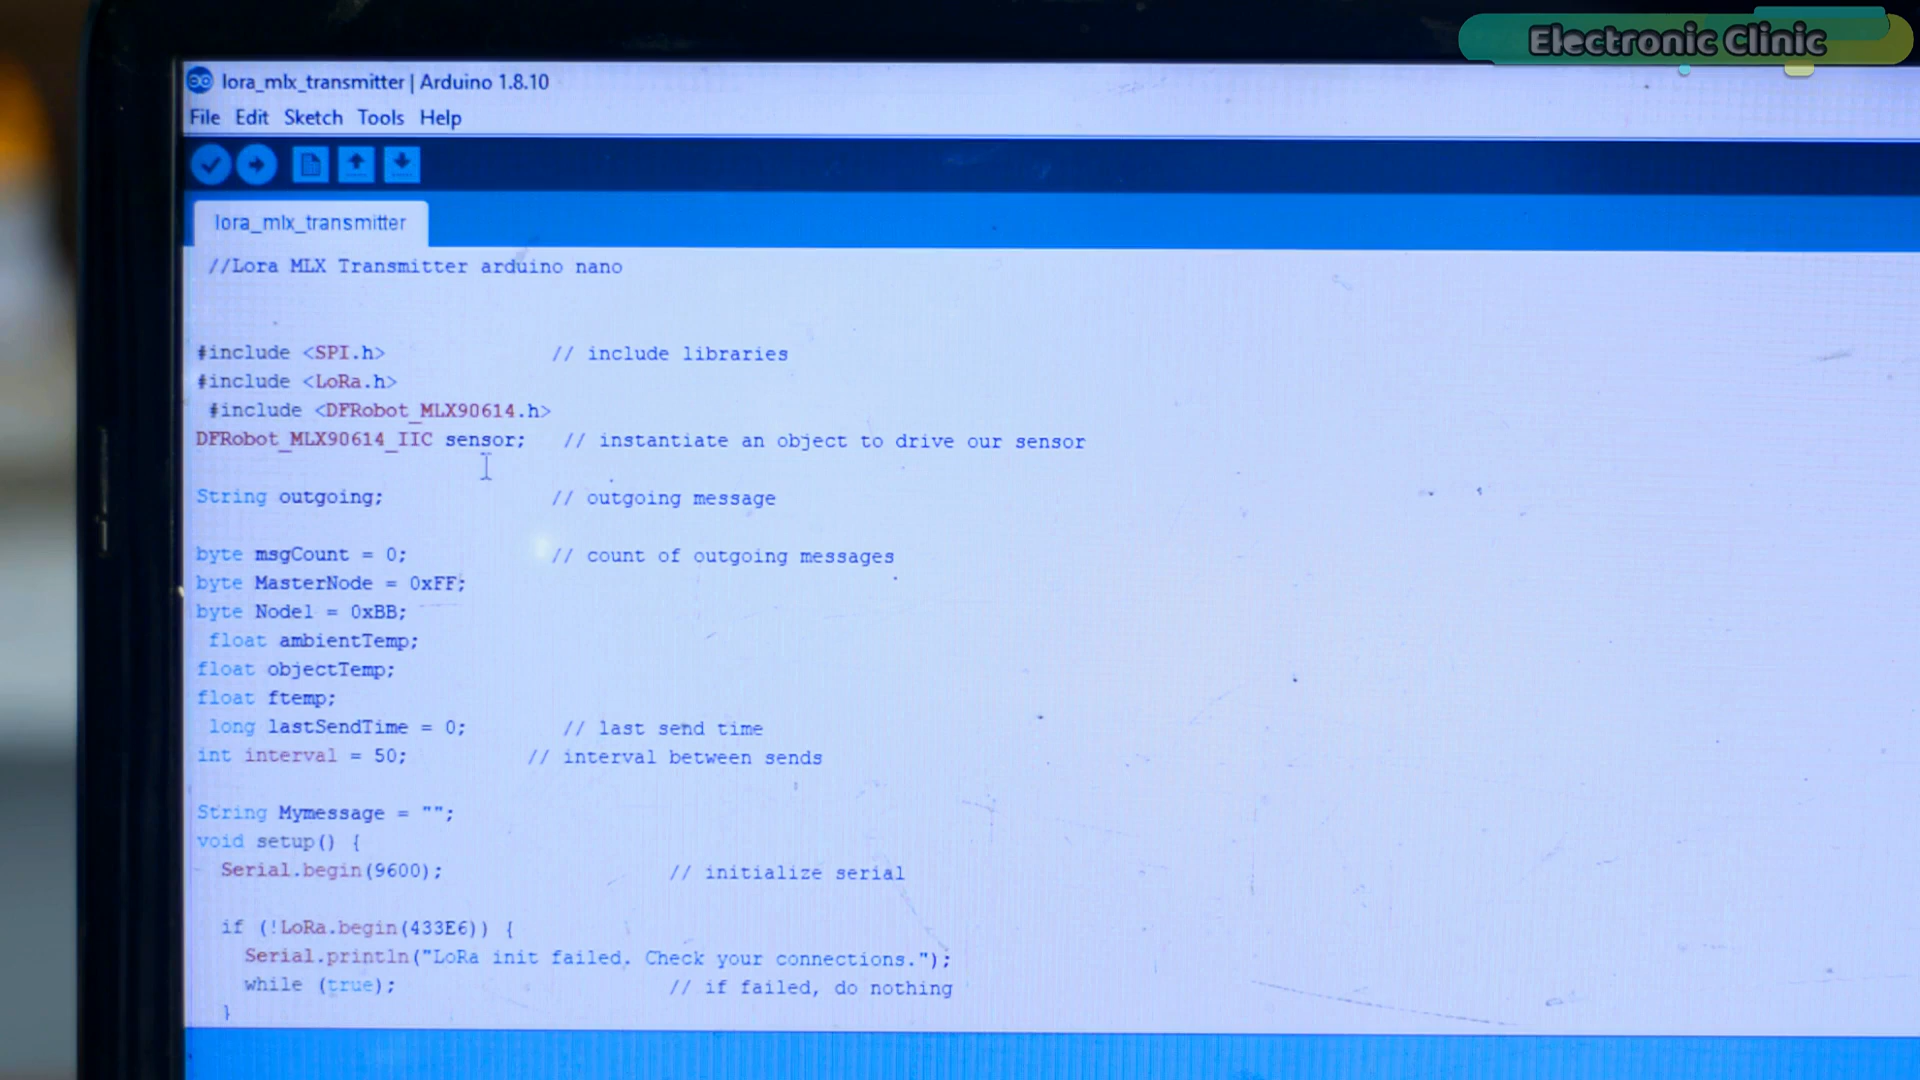 Electronic Clinic
lora_mlx_transmitter | Arduino 1.8.10
File Edit Sketch Tools Help
lora_mlx_transmitter
//Lora MLX Transmitter arduino nano
#include <SPI.h> // include libraries
#include <LoRa.h>
#include <DFRobot_MLX90614.h>
DFRobot_MLX90614_IIC sensor; // instantiate an object to drive our sensor
String outgoing; // outgoing message
byte msgCount = 0; // count of outgoing messages
byte MasterNode = 0xFF;
byte Node1 = 0xBB;
float ambientTemp;
float objectTemp;
float ftemp;
long lastSendTime = 0; // last send time
int interval = 50; // interval between sends
String Mymessage = "";
void setup() {
Serial.begin(9600); // initialize serial
if (!LoRa.begin(433E6)) {
Serial.println("LoRa init failed. Check your connections.");
while (true); // if failed, do nothing
}